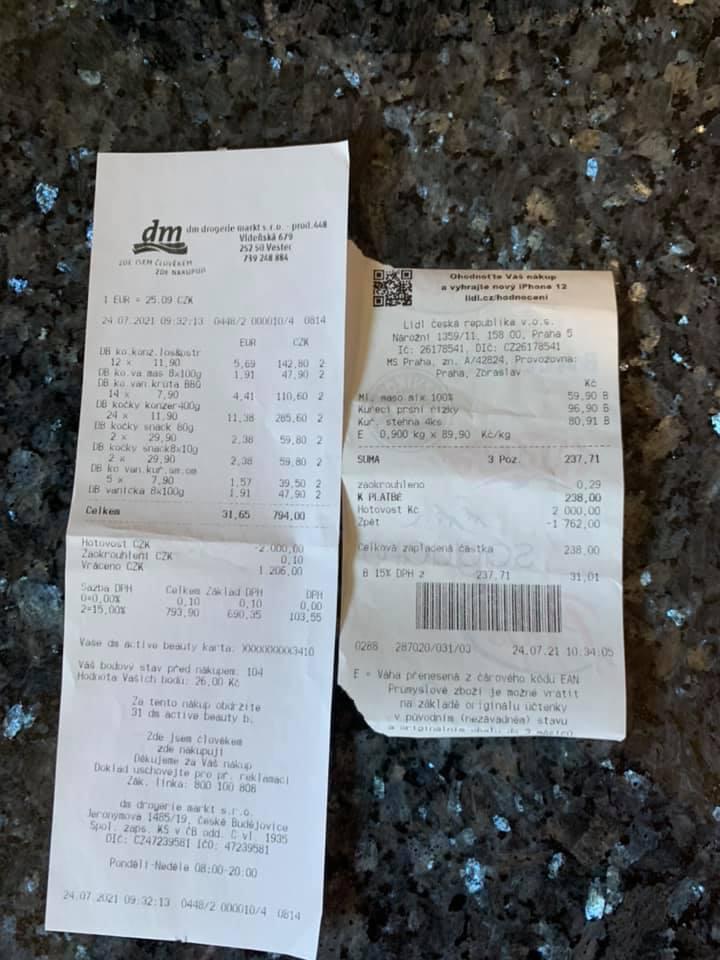 dm
dm drogerie markt s.r.o. - prod.448
Vídeňská 679
252 50 Vestec
739 248 884
ZDE JSEM ČLOVĚKEM
ZDE NAKUPUJI
1 EUR = 25.09 CZK
24.07.2021 09:32:13 0448/2 000010/4 0814
EUR CZK
DB ko.konz.los&pstr
12 x 11,90 5,69 142,80 2
DB ko.va.mas 8x100g 1,91 47,90 2
DB ko.van.krůta BBQ
14 x 7,90 4,41 110,60 2
DB kočky konzer400g
24 x 11,90 11,38 285,60 2
DB kočky snack 80g
2 x 29,90 2,38 59,80 2
DB kočky snack8x10g
2 x 29,90 2,38 59,80 2
DB ko van.kuř.sm.om
5 x 7,90 1,57 39,50 2
DB vanička 8x100g 1,91 47,90 2
Celkem 31,65 794,00
Hotovost CZK -2.000,00
Zaokrouhlení CZK 0,10
Vráceno CZK 1.206,00
Sazba DPH Celkem Základ DPH DPH
0=0,00% 0,10 0,10 0,00
2=15,00% 793,90 690,35 103,55
Vaše dm active beauty karta: XXXXXXXXX3410
Váš bodový stav před nákupem: 104
Hodnota Vašich bodů: 26,00 Kč
Za tento nákup obdržíte
31 dm active beauty b.
Zde jsem člověkem
zde nakupuji
Děkujeme za Váš nákup
Doklad uschovejte pro př. reklamaci
Zák. linka: 800 100 808
dm drogerie markt s.r.o.
Jeronýmova 1485/19, České Budějovice
Spol. zaps. KS v ČB odd. C vl. 1935
DIČ: CZ47239581 IČO: 47239581
Pondělí-Neděle 08:00-20:00
24.07.2021 09:32:13 0448/2 000010/4 0814
Ohodnoťte Váš nákup
a vyhrajte nový iPhone 12
lidl.cz/hodnoceni
Lidl Česká republika v.o.s.
Nárožní 1359/11, 158 00, Praha 5
IČ: 26178541, DIČ: CZ26178541
MS Praha, zn. A/42824, Provozovna:
Praha, Zbraslav
Kč
Ml. maso mix 100% 59,90 B
Kuřecí prsní řízky 96,90 B
Kuř. stehna 4ks 80,91 B
E 0,900 kg x 89,90 Kč/kg
SUMA 3 Poz. 237,71
zaokrouhleno 0,29
K PLATBĚ 238,00
Hotovost Kč 2 000,00
Zpět -1 762,00
Celková zaplacená částka 238,00
B 15% DPH z 237,71 31,01
0288 287020/031/03 24.07.21 10:34:05
E = Váha přenesená z čárového kódu EAN
Průmyslové zboží je možné vrátit
na základě originálu účtenky
v původním (nezávadném) stavu
a originálním obalu do 3 měsíců